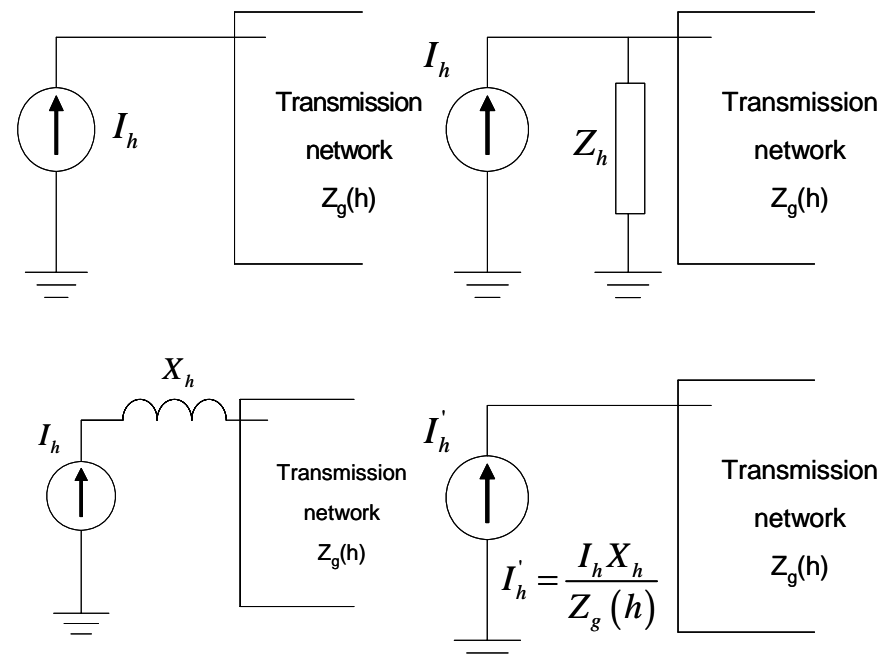 I_h
Transmission
network
Z_g(h)
I_h
Z_h
Transmission
network
Z_g(h)
X_h
I_h
Transmission
network
Z_g(h)
I_h'
I_h' = I_h X_h / Z_g (h)
Transmission
network
Z_g(h)